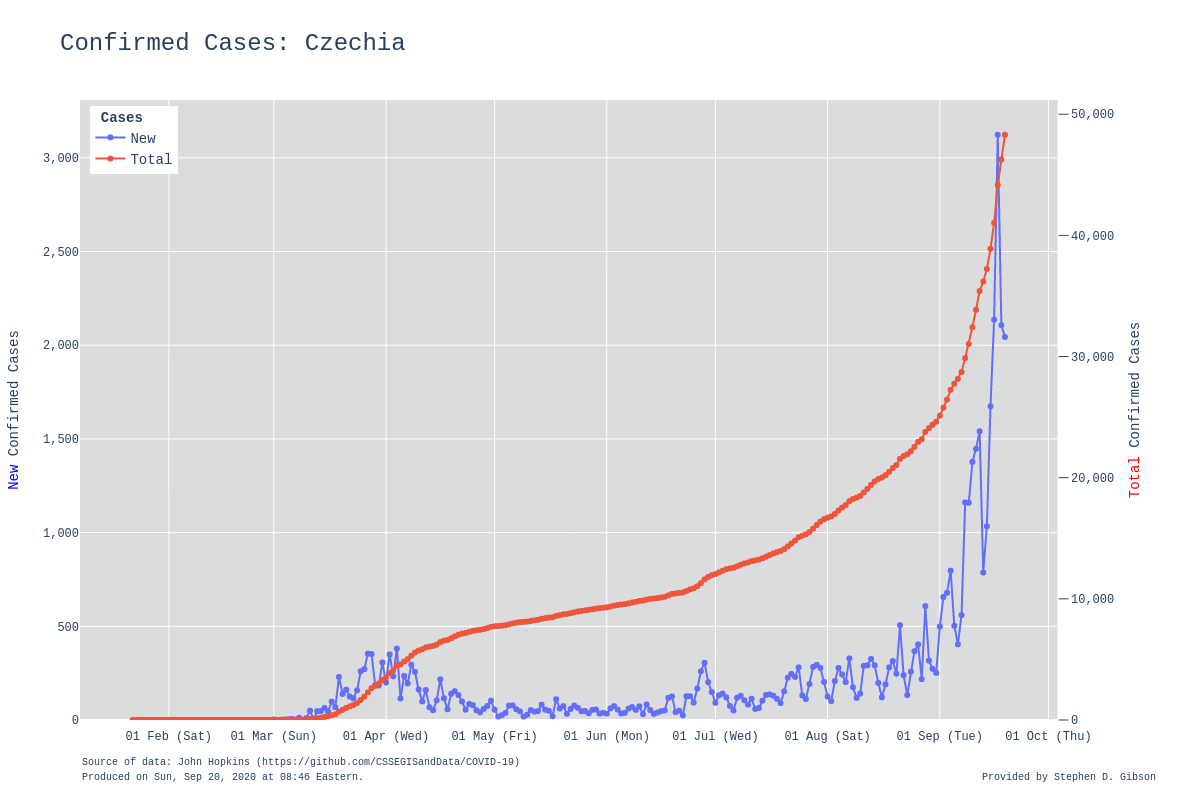 Confirmed Cases: Czechia
Cases
New
Total
3,000
2,500
2,000
1,500
1,000
500
0
50,000
40,000
30,000
20,000
10,000
0
New Confirmed Cases
Total Confirmed Cases
01 Feb (Sat) 01 Mar (Sun) 01 Apr (Wed) 01 May (Fri) 01 Jun (Mon) 01 Jul (Wed) 01 Aug (Sat) 01 Sep (Tue) 01 Oct (Thu)
Source of data: John Hopkins (https://github.com/CSSEGISandData/COVID-19)
Produced on Sun, Sep 20, 2020 at 08:46 Eastern.
Provided by Stephen D. Gibson